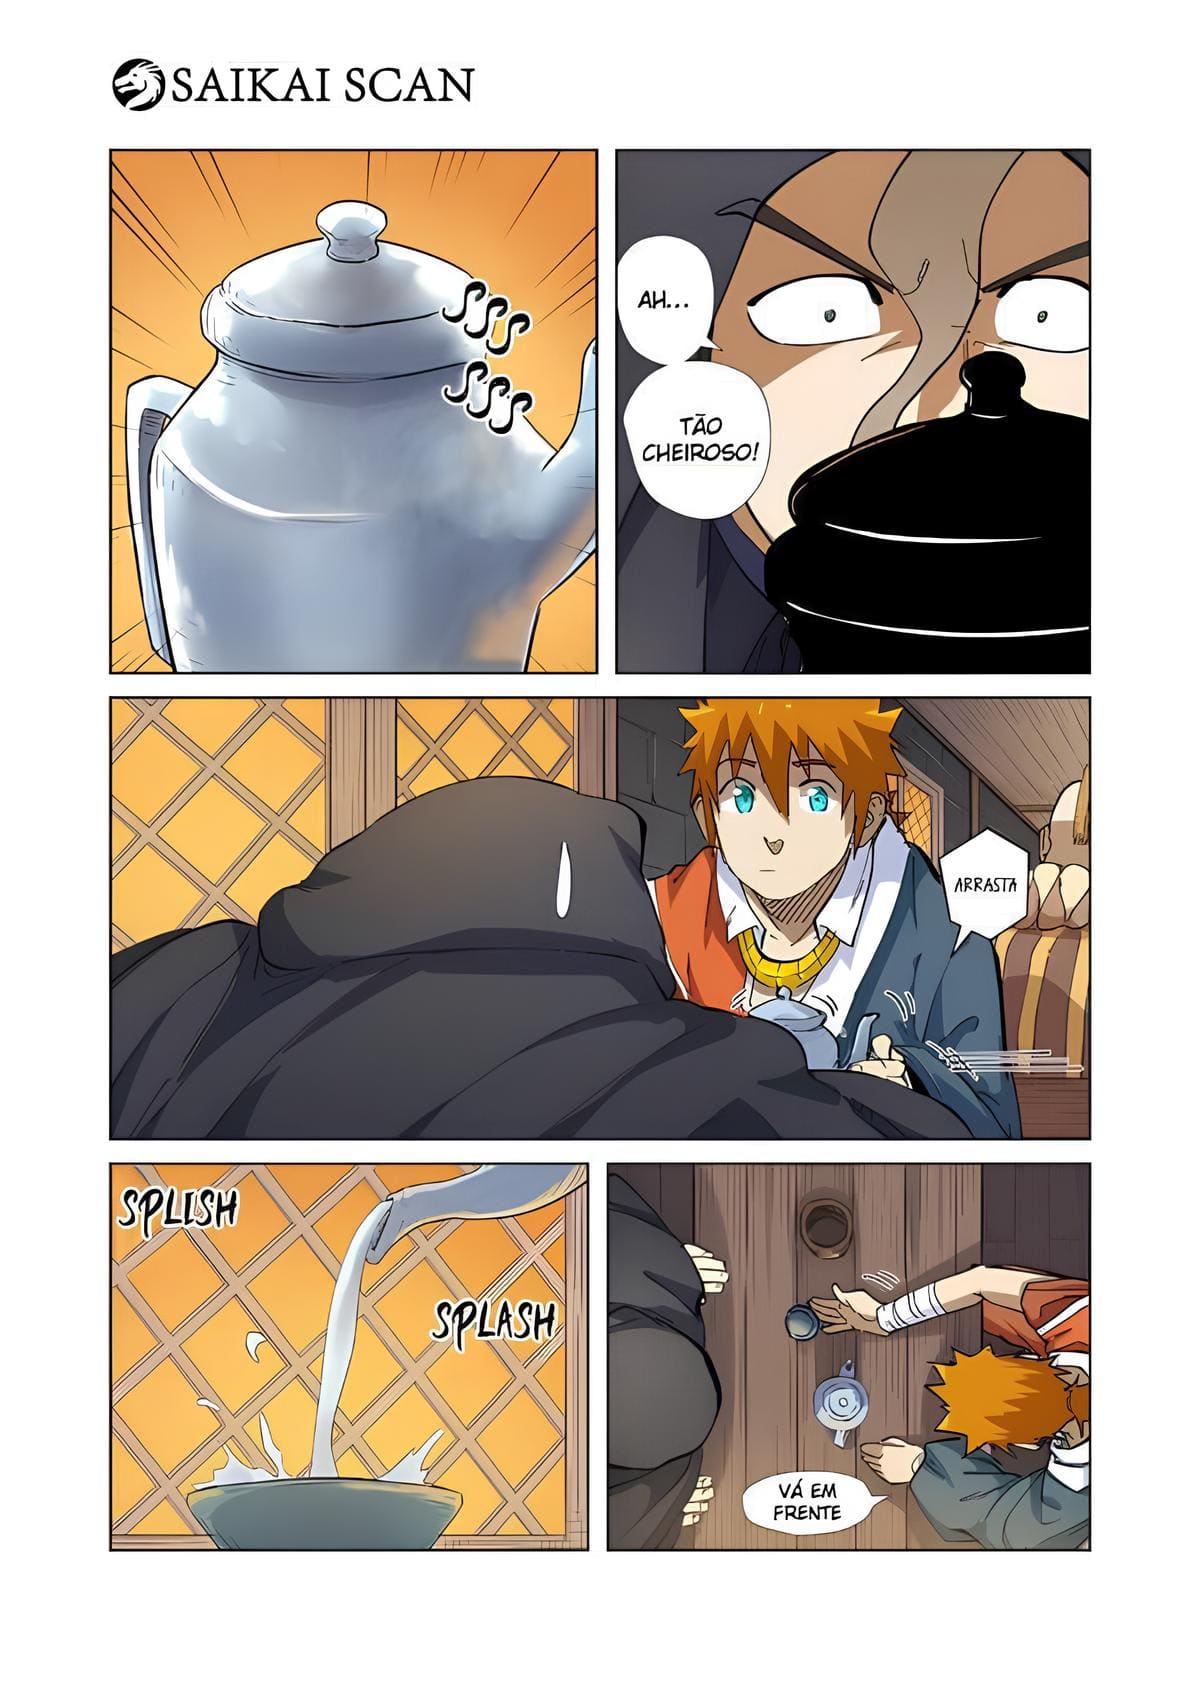 SAIKAI SCAN
SSS
SSS
AH...
TÃO
CHEIROSO!
ARRASTA
SPLISH
SPLASH
VÁ EM
FRENTE